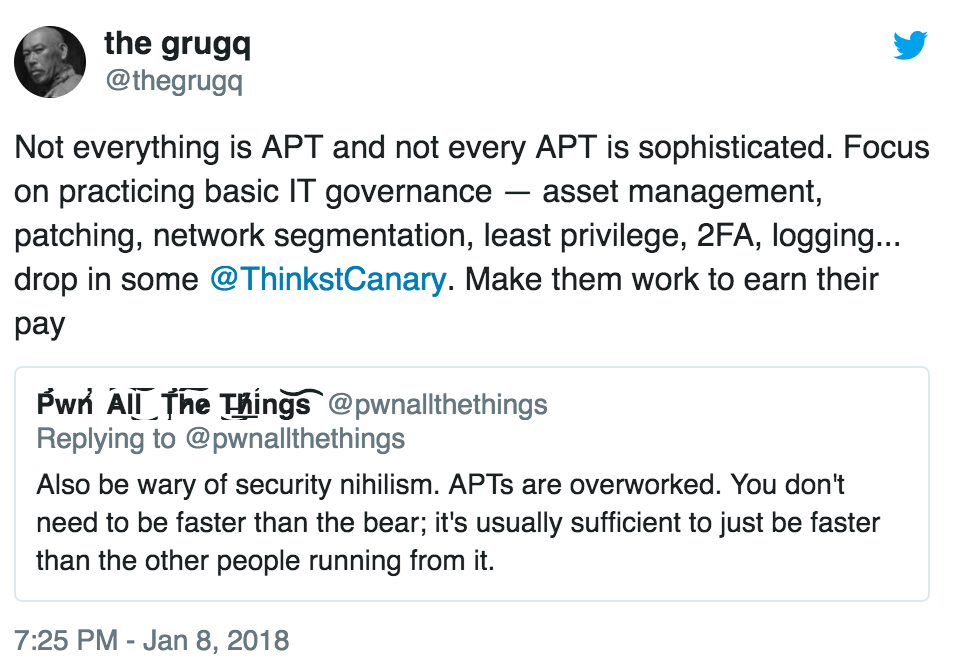 the grugq
@thegrugq
Not everything is APT and not every APT is sophisticated. Focus
on practicing basic IT governance — asset management,
patching, network segmentation, least privilege, 2FA, logging...
drop in some @ThinkstCanary. Make them work to earn their
pay
Pwn All The Things @pwnallthethings
Replying to @pwnallthethings
Also be wary of security nihilism. APTs are overworked. You don't
need to be faster than the bear; it's usually sufficient to just be faster
than the other people running from it.
7:25 PM - Jan 8, 2018